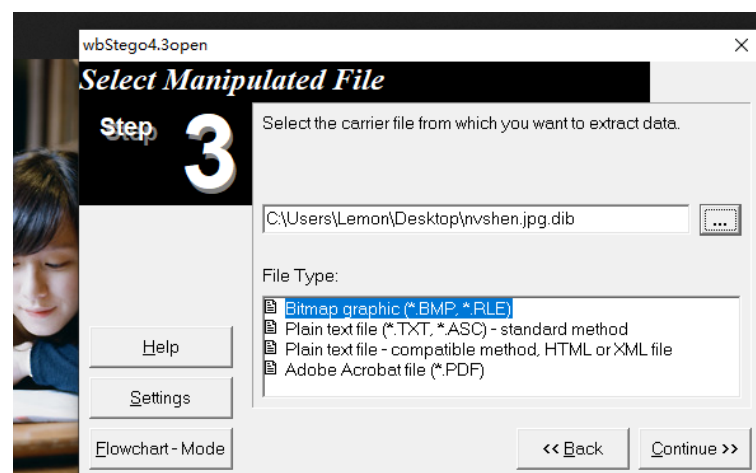 wbStego4.3open
Select Manipulated File
Step 3
Select the carrier file from which you want to extract data.
C:\Users\Lemon\Desktop\nvshen.jpg.dib
...
File Type:
Bitmap graphic (*.BMP, *.RLE)
Plain text file (*.TXT, *.ASC) - standard method
Plain text file - compatible method, HTML or XML file
Adobe Acrobat file (*.PDF)
Help
Settings
Flowchart - Mode
<< Back
Continue >>